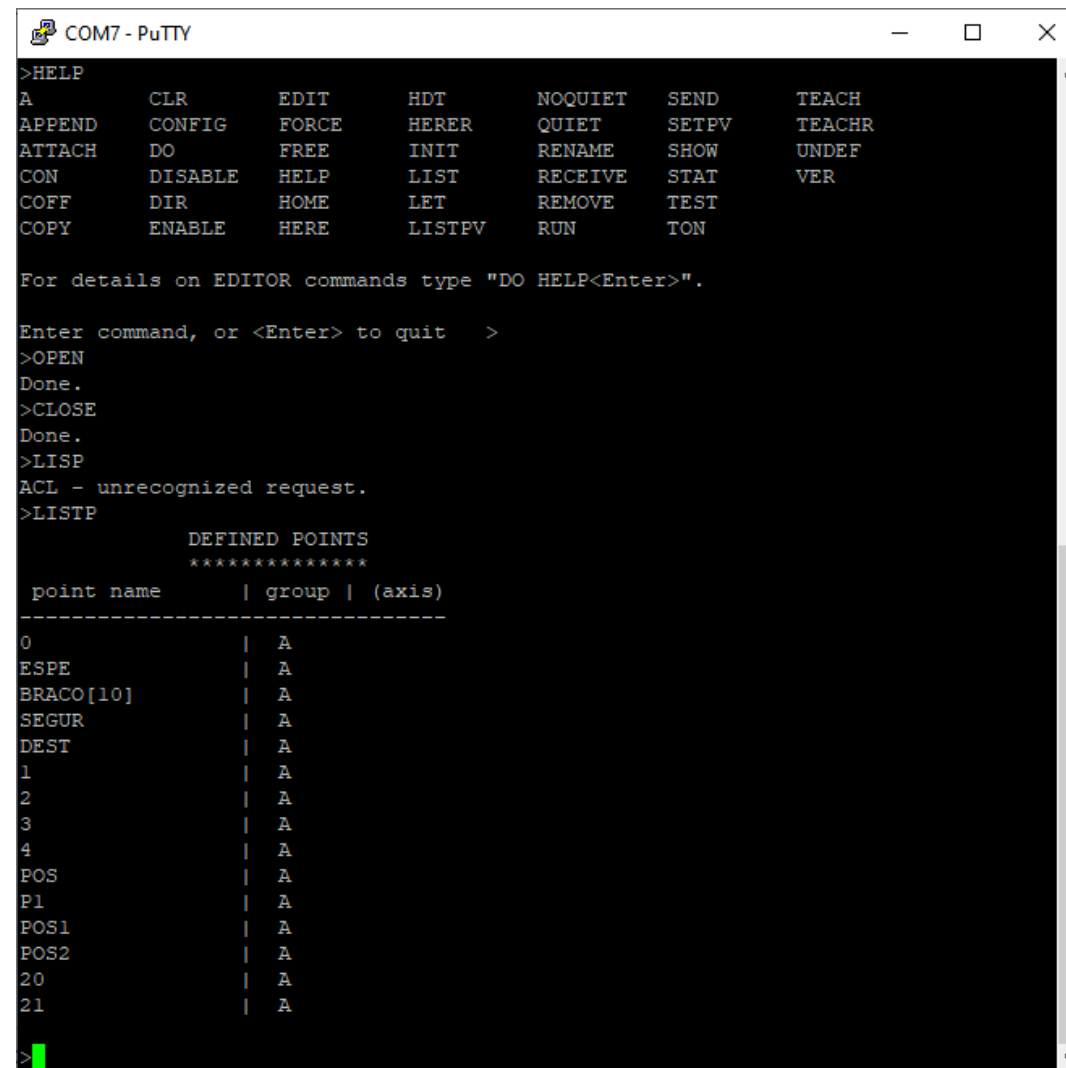 COM7 - PuTTY
>HELP
A CLR EDIT HDT NOQUIET SEND TEACH
APPEND CONFIG FORCE HERER QUIET SETPV TEACHR
ATTACH DO FREE INIT RENAME SHOW UNDEF
CON DISABLE HELP LIST RECEIVE STAT VER
COFF DIR HOME LET REMOVE TEST
COPY ENABLE HERE LISTPV RUN TON
For details on EDITOR commands type "DO HELP<Enter>".
Enter command, or <Enter> to quit >
>OPEN
Done.
>CLOSE
Done.
>LISP
ACL - unrecognized request.
>LISTP
DEFINED POINTS
**************
point name | group | (axis)
---------------------------------
0 | A
ESPE | A
BRACO[10] | A
SEGUR | A
DEST | A
1 | A
2 | A
3 | A
4 | A
POS | A
P1 | A
POS1 | A
POS2 | A
20 | A
21 | A
>